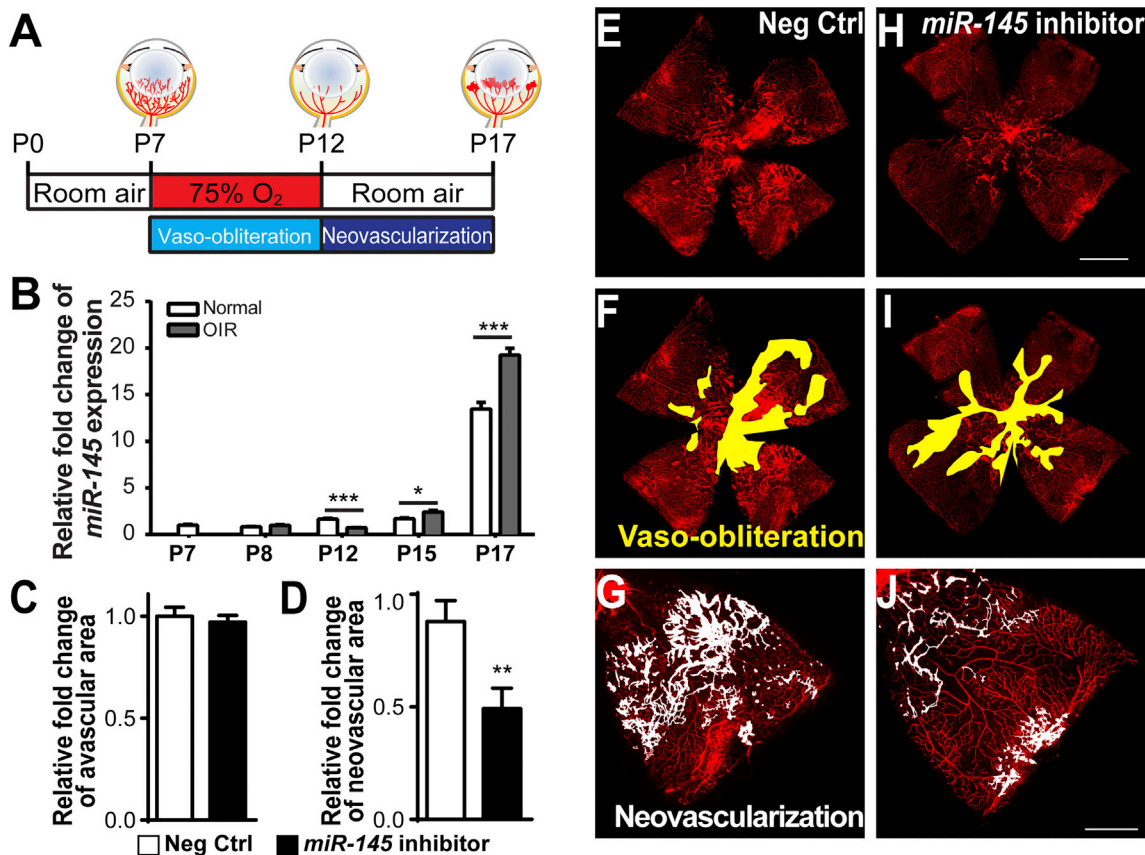 A
P0 P7 P12 P17
Room air 75% O₂ Room air
Vaso-obliteration Neovascularization
B
Relative fold change of
miR-145 expression
25
20
15
10
5
0
Normal
OIR
***
*
***
P7 P8 P12 P15 P17
C
Relative fold change
of avascular area
1.0
0.5
0.0
D
Relative fold change
of neovascular area
1.0
0.5
0.0
**
Neg Ctrl miR-145 inhibitor
E Neg Ctrl
H miR-145 inhibitor
F
Vaso-obliteration
I
G
Neovascularization
J